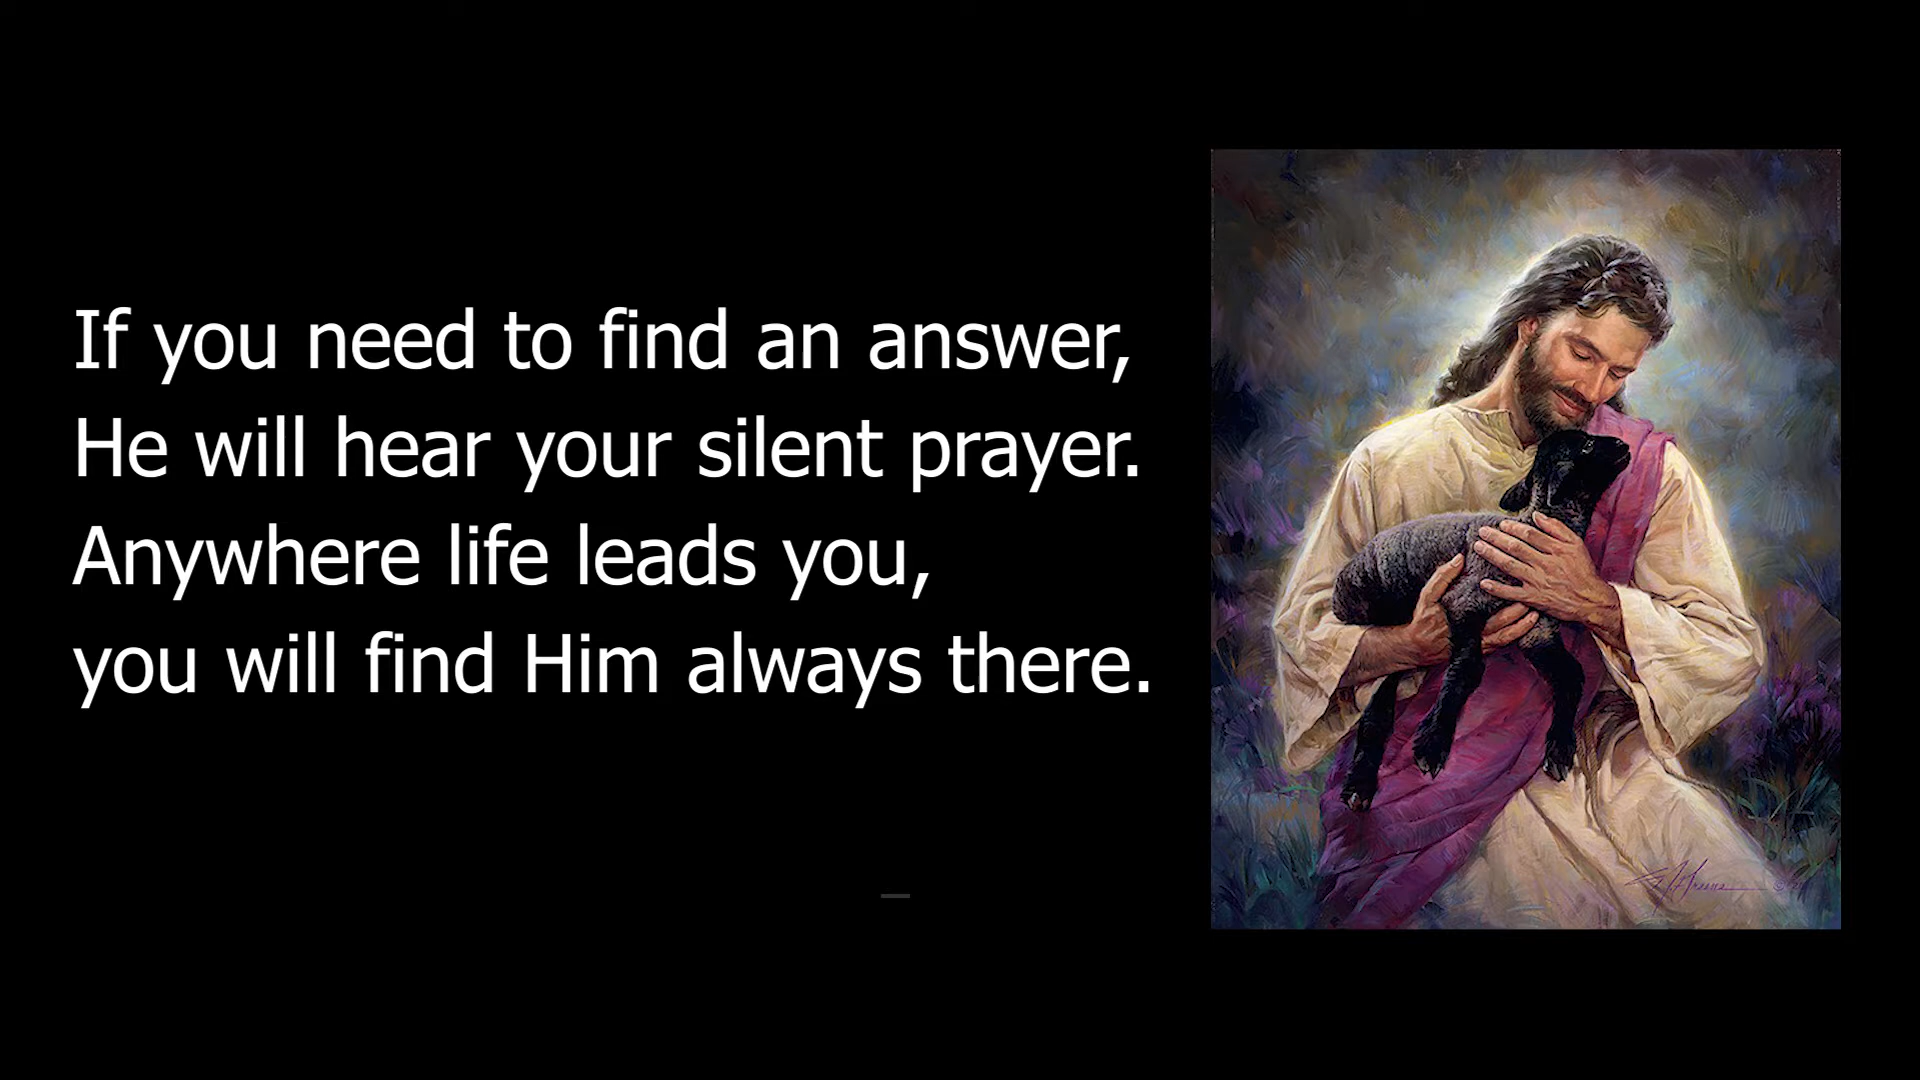 If you need to find an answer,
He will hear your silent prayer.
Anywhere life leads you,
you will find Him always there.